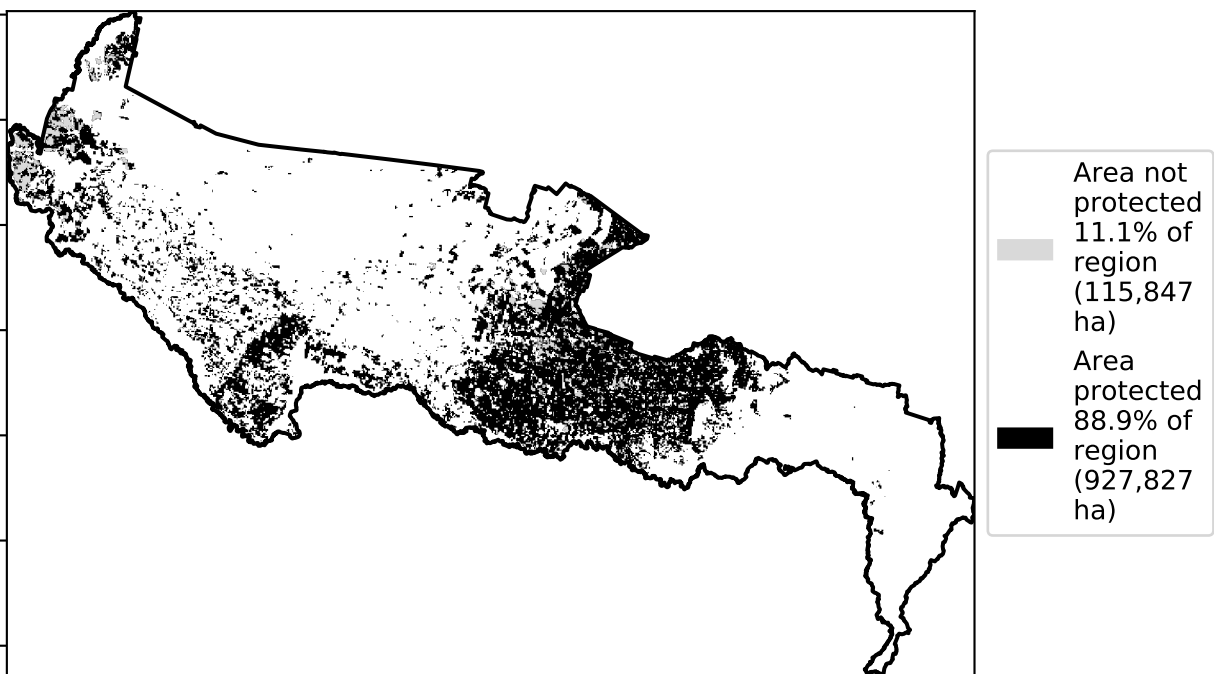 Area not
protected
11.1% of
region
(115,847
ha)
Area
protected
88.9% of
region
(927,827
ha)